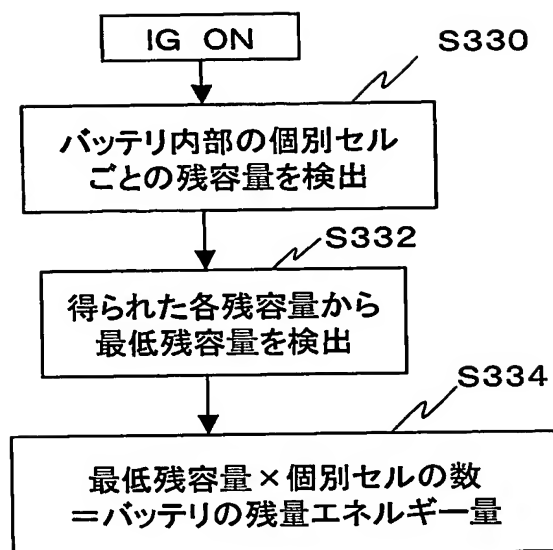 IG ON
S330
バッテリ内部の個別セル
ごとの残容量を検出
S332
得られた各残容量から
最低残容量を検出
S334
最低残容量×個別セルの数
=バッテリの残量エネルギー量